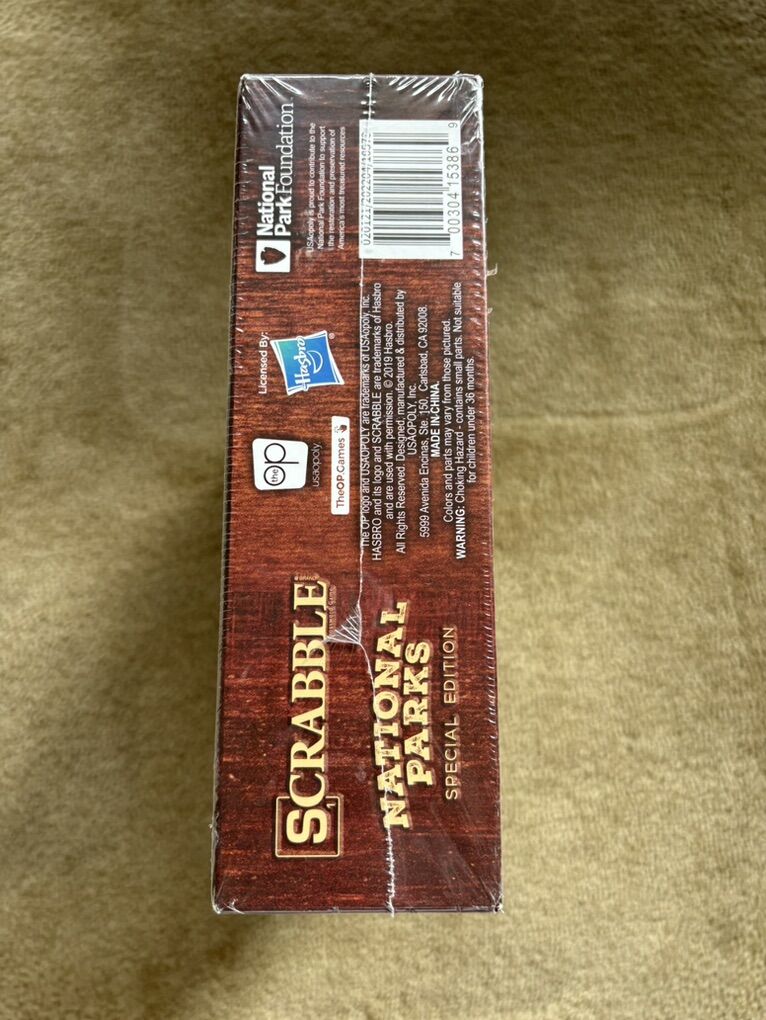 SCRABBLE
BRAND
NATIONAL
PARKS
SPECIAL EDITION
the
op
usaopoly
TheOP.Games
Licensed By:
Hasbro
®
The OP logo and USAOPOLY are trademarks of USAopoly, Inc.
HASBRO and its logo and SCRABBLE are trademarks of Hasbro
and are used with permission. © 2019 Hasbro.
All Rights Reserved. Designed, manufactured & distributed by
USAOPOLY, Inc.
5999 Avenida Encinas, Ste. 150, Carlsbad, CA 92008.
MADE IN CHINA.
Colors and parts may vary from those pictured.
WARNING: Choking Hazard - contains small parts. Not suitable
for children under 36 months.
National
Park Foundation
USAopoly is proud to contribute to the
National Park Foundation to support
the restoration and preservation of
America's most treasured resources
7 00304 15386 9